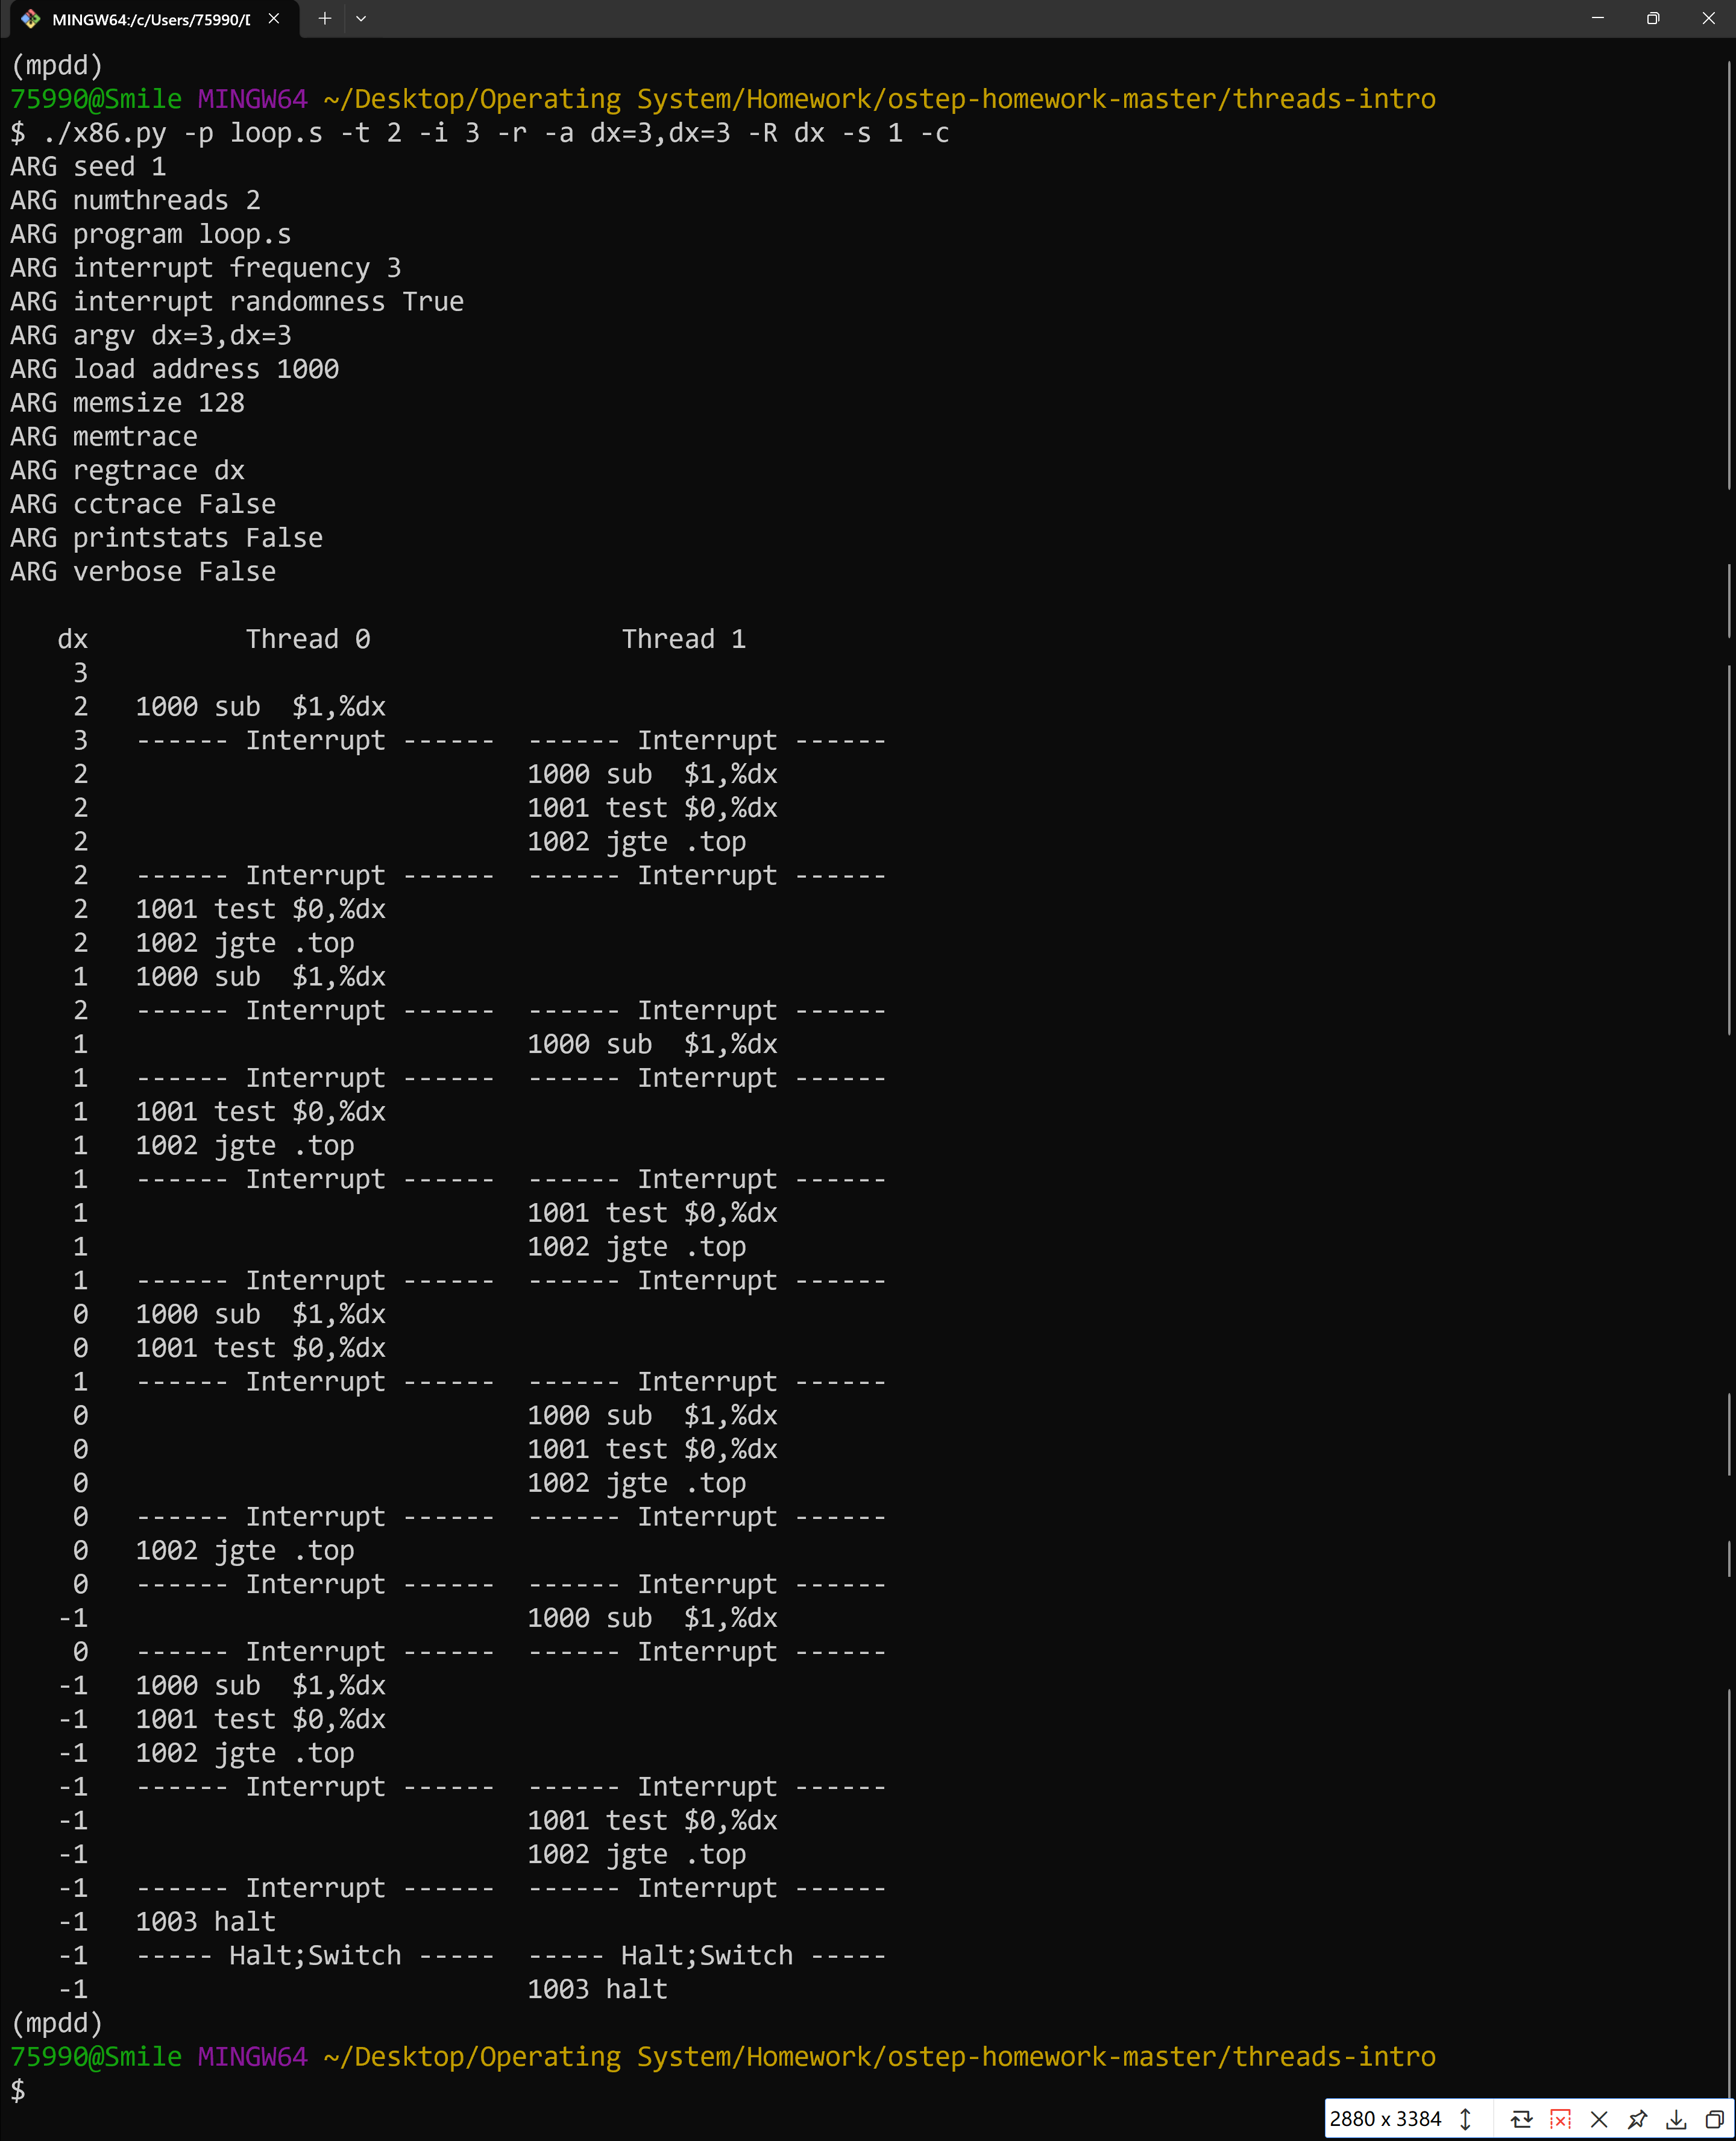 MINGW64:/c/Users/75990/D
(mpdd)
75990@Smile MINGW64 ~/Desktop/Operating System/Homework/ostep-homework-master/threads-intro
$ ./x86.py -p loop.s -t 2 -i 3 -r -a dx=3,dx=3 -R dx -s 1 -c
ARG seed 1
ARG numthreads 2
ARG program loop.s
ARG interrupt frequency 3
ARG interrupt randomness True
ARG argv dx=3,dx=3
ARG load address 1000
ARG memsize 128
ARG memtrace
ARG regtrace dx
ARG cctrace False
ARG printstats False
ARG verbose False
dx          Thread 0                Thread 1
3
2   1000 sub  $1,%dx
3   ------ Interrupt ------  ------ Interrupt ------
2                            1000 sub  $1,%dx
2                            1001 test $0,%dx
2                            1002 jgte .top
2   ------ Interrupt ------  ------ Interrupt ------
2   1001 test $0,%dx
2   1002 jgte .top
1   1000 sub  $1,%dx
2   ------ Interrupt ------  ------ Interrupt ------
1                            1000 sub  $1,%dx
1   ------ Interrupt ------  ------ Interrupt ------
1   1001 test $0,%dx
1   1002 jgte .top
1   ------ Interrupt ------  ------ Interrupt ------
1                            1001 test $0,%dx
1                            1002 jgte .top
1   ------ Interrupt ------  ------ Interrupt ------
0   1000 sub  $1,%dx
0   1001 test $0,%dx
1   ------ Interrupt ------  ------ Interrupt ------
0                            1000 sub  $1,%dx
0                            1001 test $0,%dx
0                            1002 jgte .top
0   ------ Interrupt ------  ------ Interrupt ------
0   1002 jgte .top
0   ------ Interrupt ------  ------ Interrupt ------
-1                            1000 sub  $1,%dx
0   ------ Interrupt ------  ------ Interrupt ------
-1   1000 sub  $1,%dx
-1   1001 test $0,%dx
-1   1002 jgte .top
-1   ------ Interrupt ------  ------ Interrupt ------
-1                            1001 test $0,%dx
-1                            1002 jgte .top
-1   ------ Interrupt ------  ------ Interrupt ------
-1   1003 halt
-1   ----- Halt;Switch -----  ----- Halt;Switch -----
-1                            1003 halt
(mpdd)
75990@Smile MINGW64 ~/Desktop/Operating System/Homework/ostep-homework-master/threads-intro
$
2880 x 3384